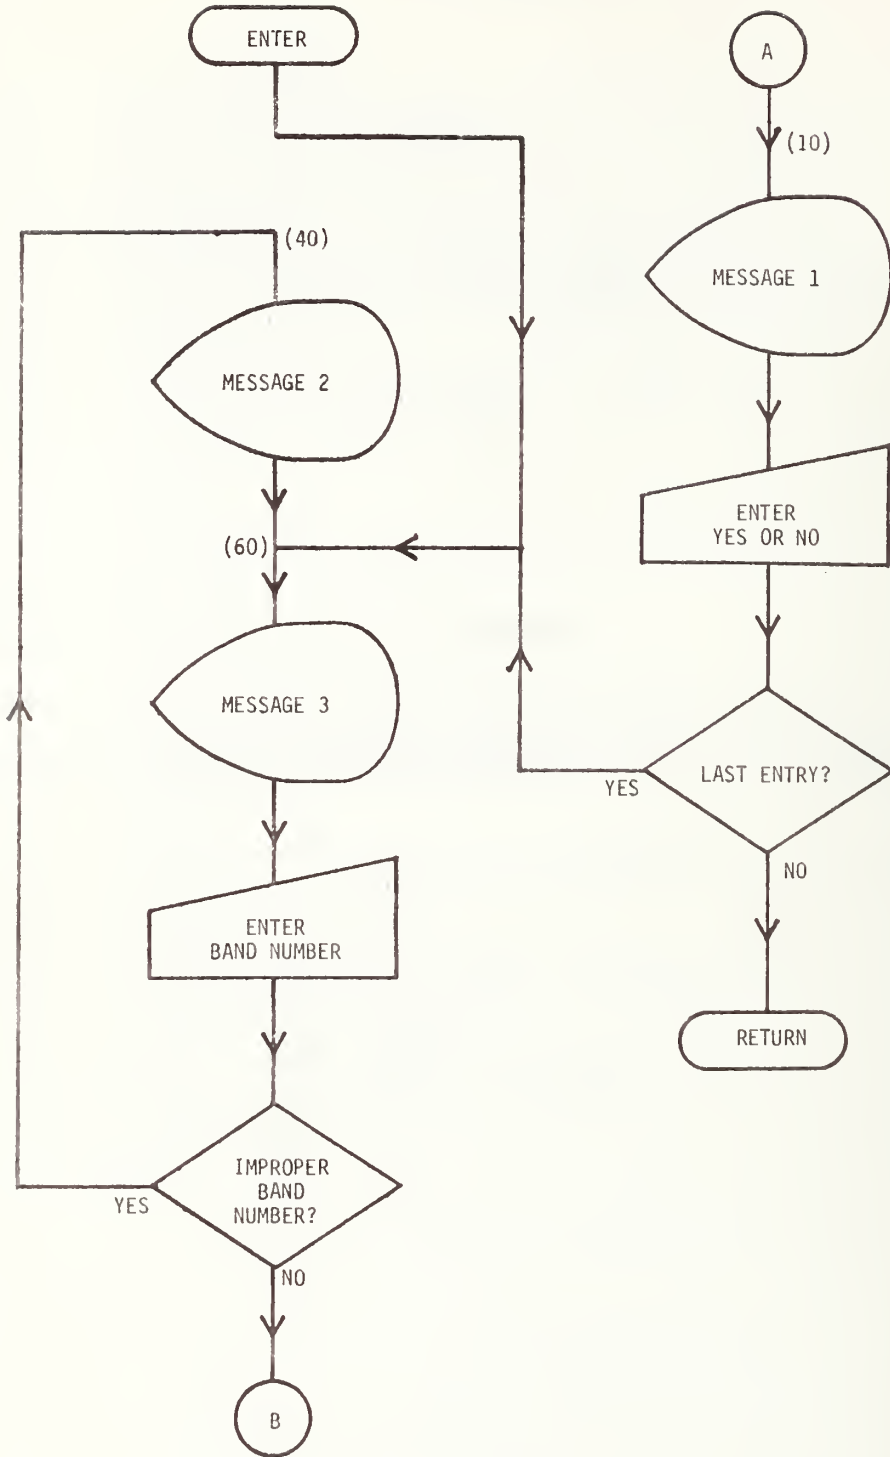 ENTER
(40)
MESSAGE 2
(60)
MESSAGE 3
ENTER
BAND NUMBER
IMPROPER
BAND
NUMBER?
YES
NO
B
A
(10)
MESSAGE 1
ENTER
YES OR NO
LAST ENTRY?
YES
NO
RETURN